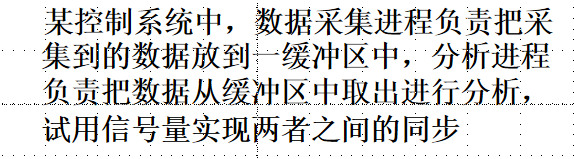 某控制系统中，数据采集进程负责把采
集到的数据放到一缓冲区中，分析进程
负责把数据从缓冲区中取出进行分析，
试用信号量实现两者之间的同步